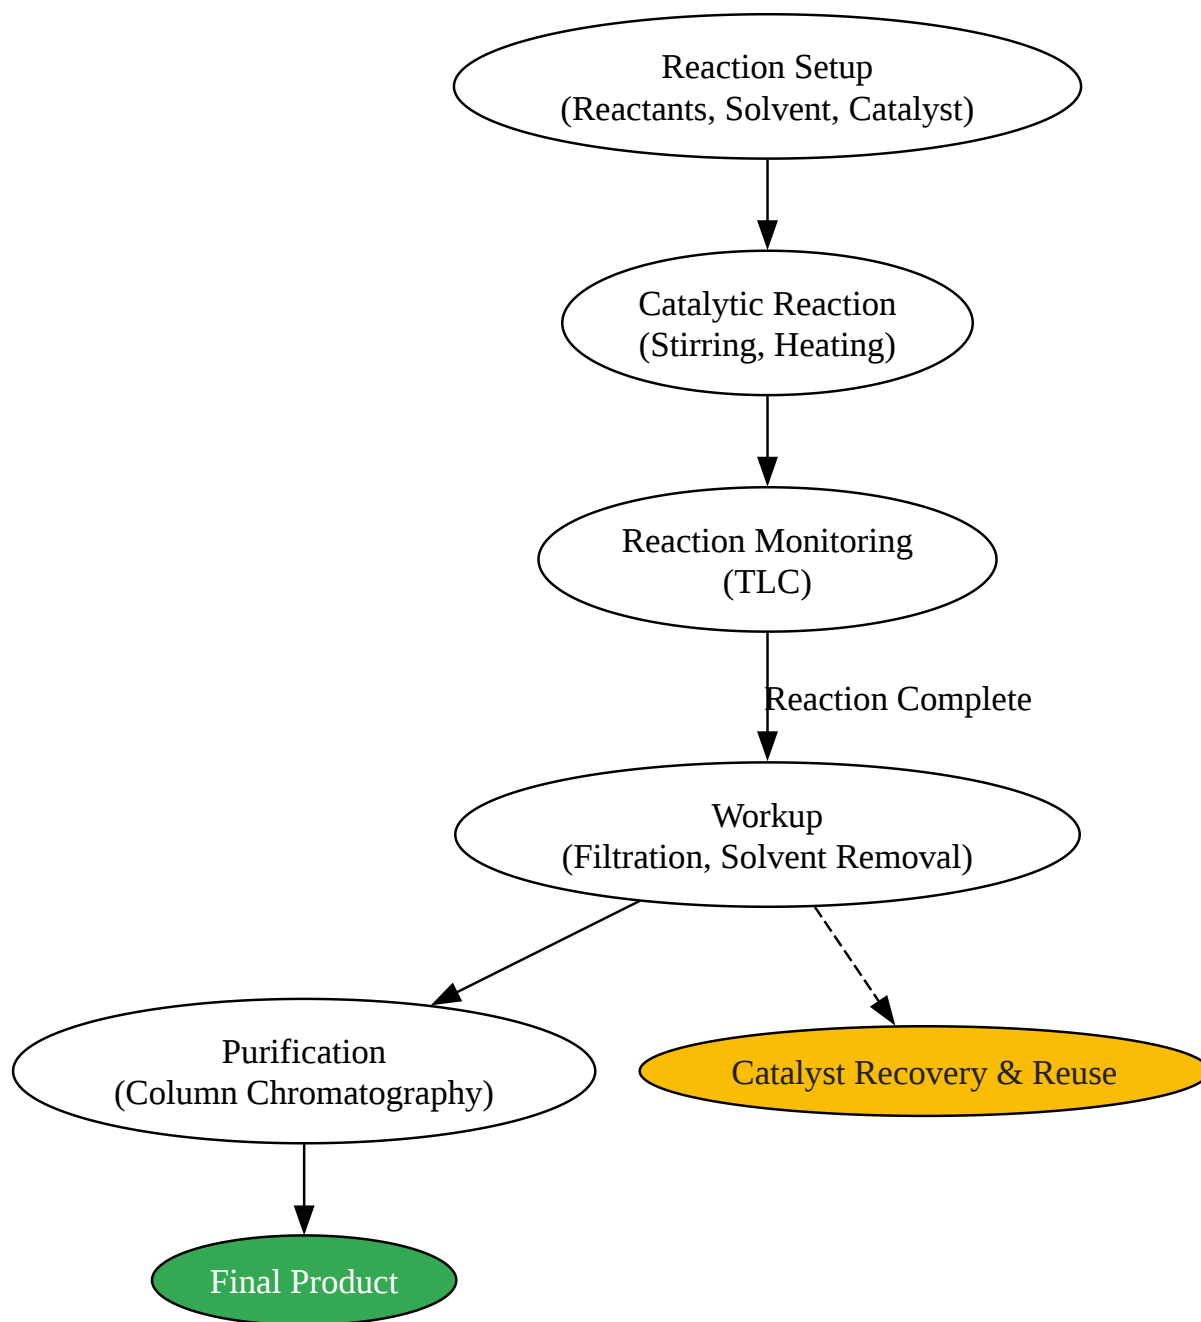 Reaction Setup
(Reactants, Solvent, Catalyst)
Catalytic Reaction
(Stirring, Heating)
Reaction Monitoring
(TLC)
Reaction Complete
Workup
(Filtration, Solvent Removal)
Purification
(Column Chromatography)
Catalyst Recovery & Reuse
Final Product